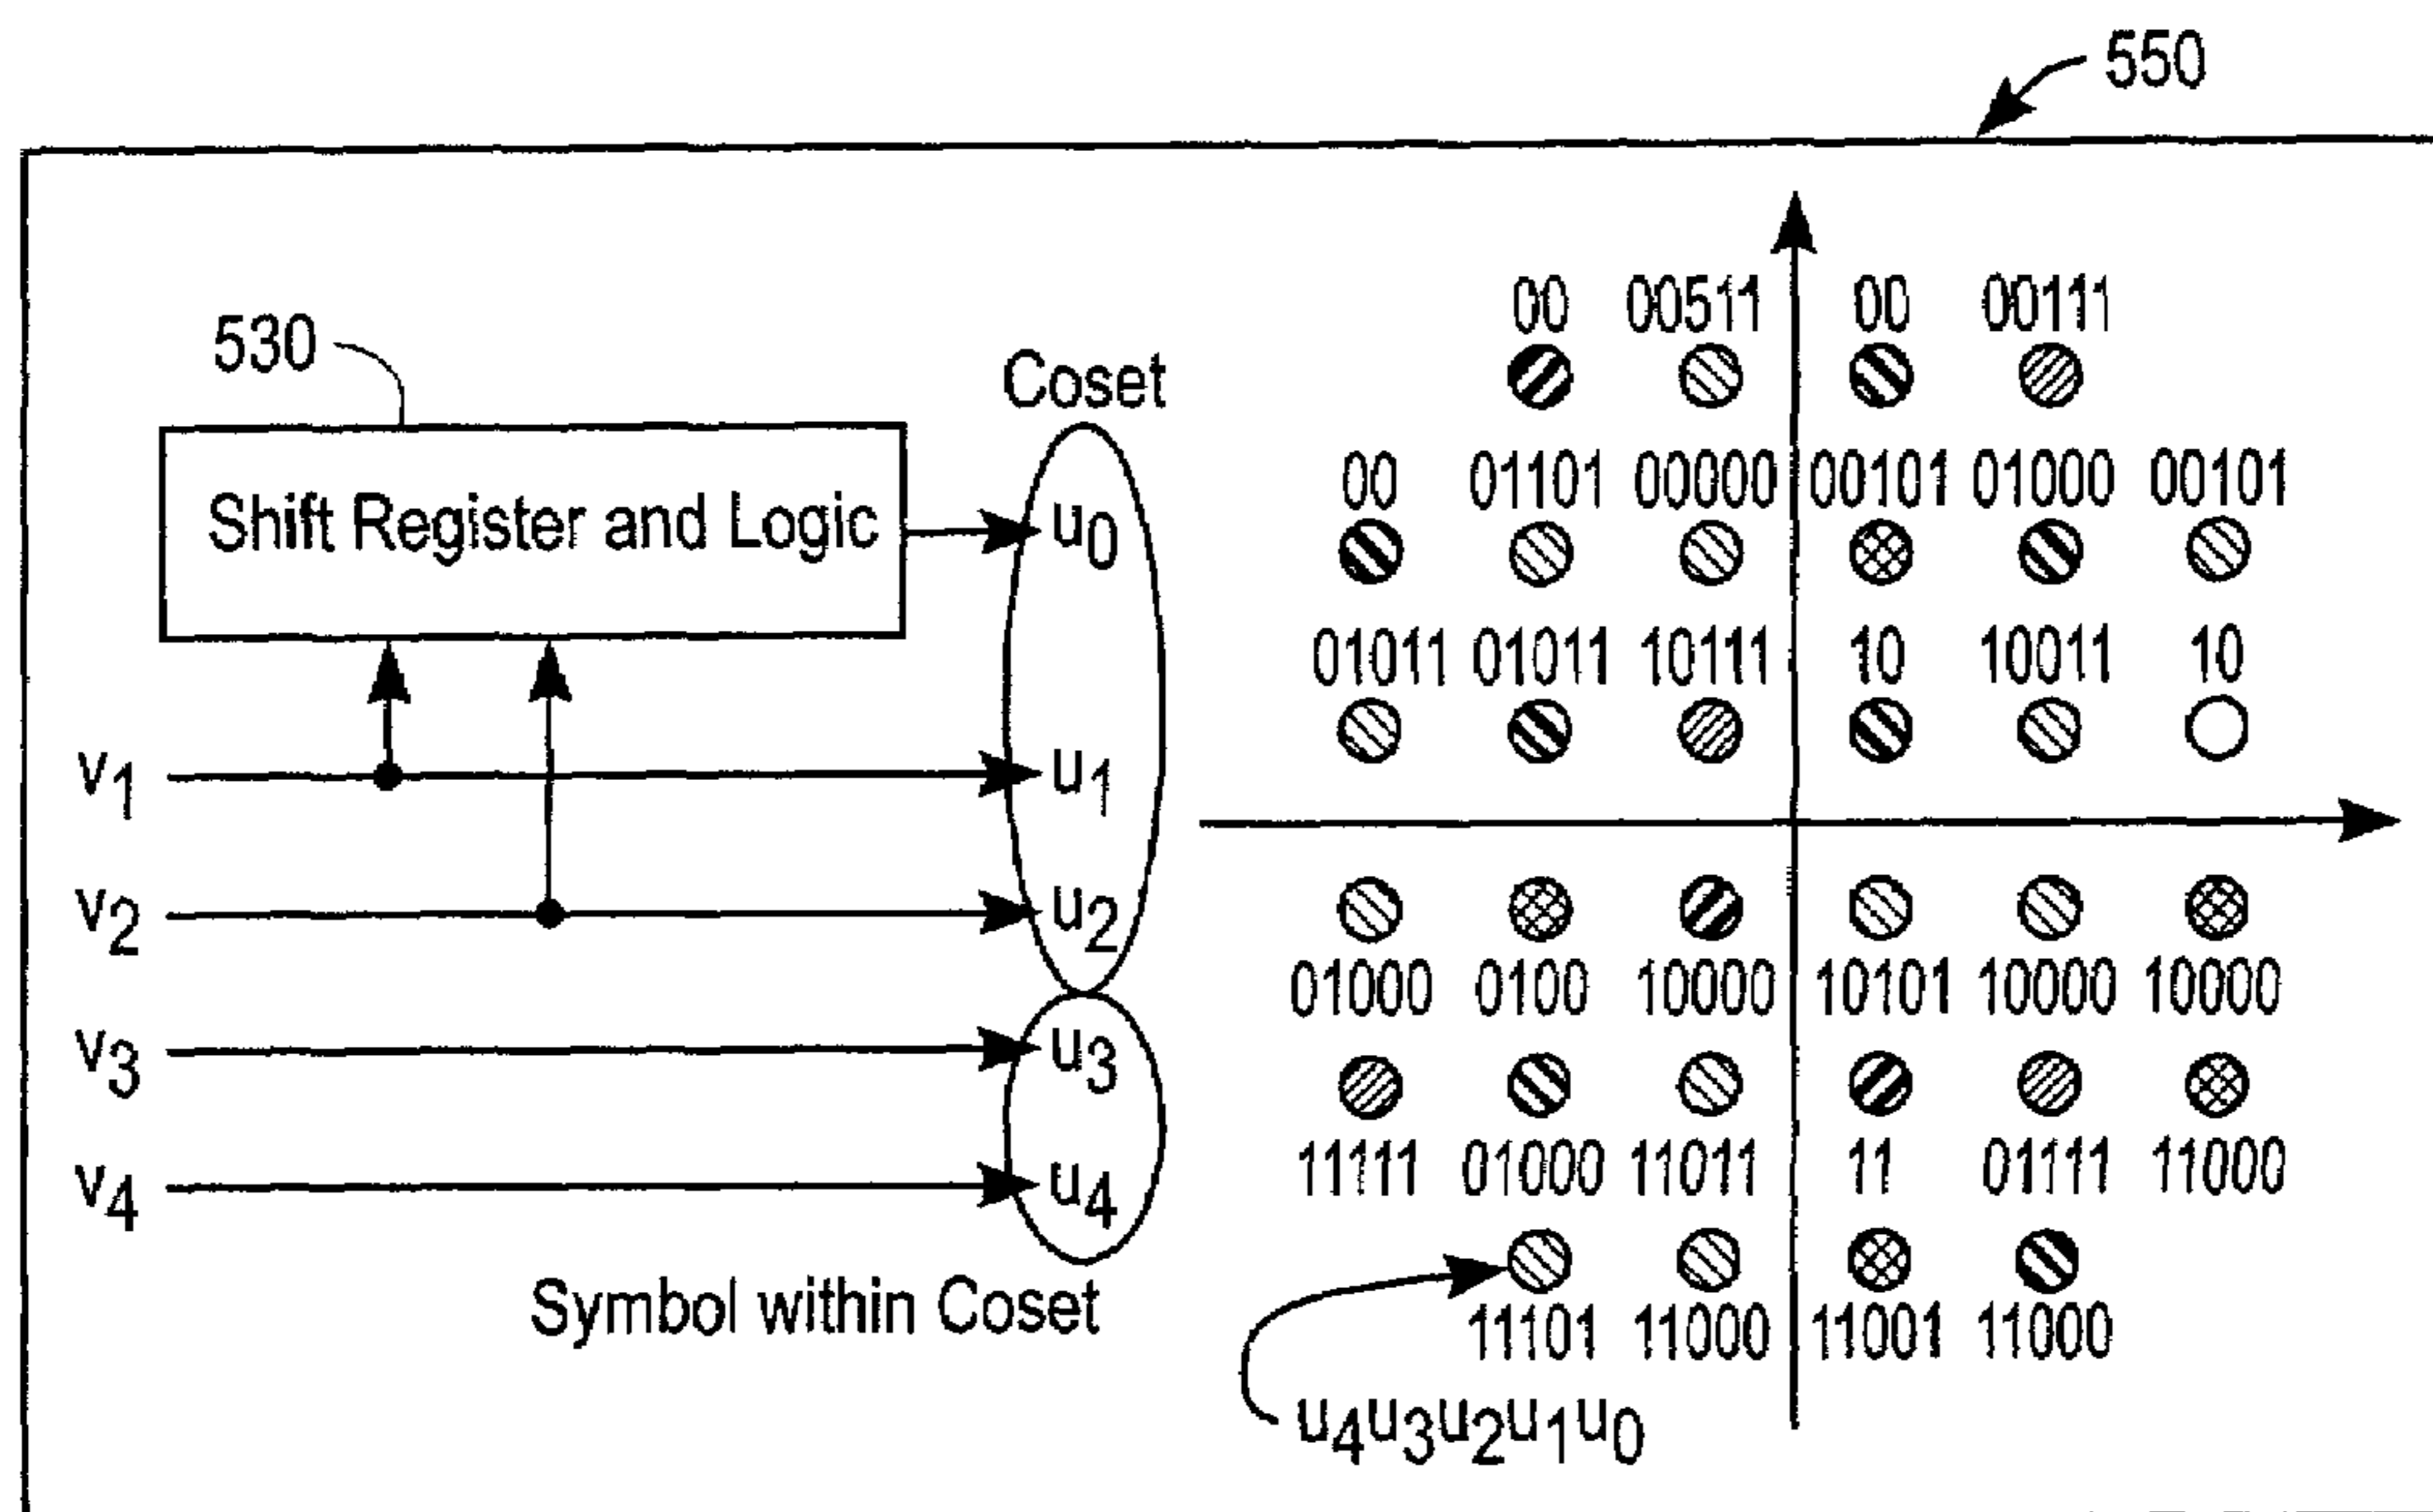 550
530
Coset
Shift Register and Logic
u0
v1
u1
v2
u2
v3
u3
v4
u4
Symbol within Coset
00 00511 00 00111
00 01101 00000 00101 01000 00101
01011 01011 10111 10 10011 10
01000 0100 10000 10101 10000 10000
11111 01000 11011 11 01111 11000
11101 11000 11001 11000
u4u3u2u1u0